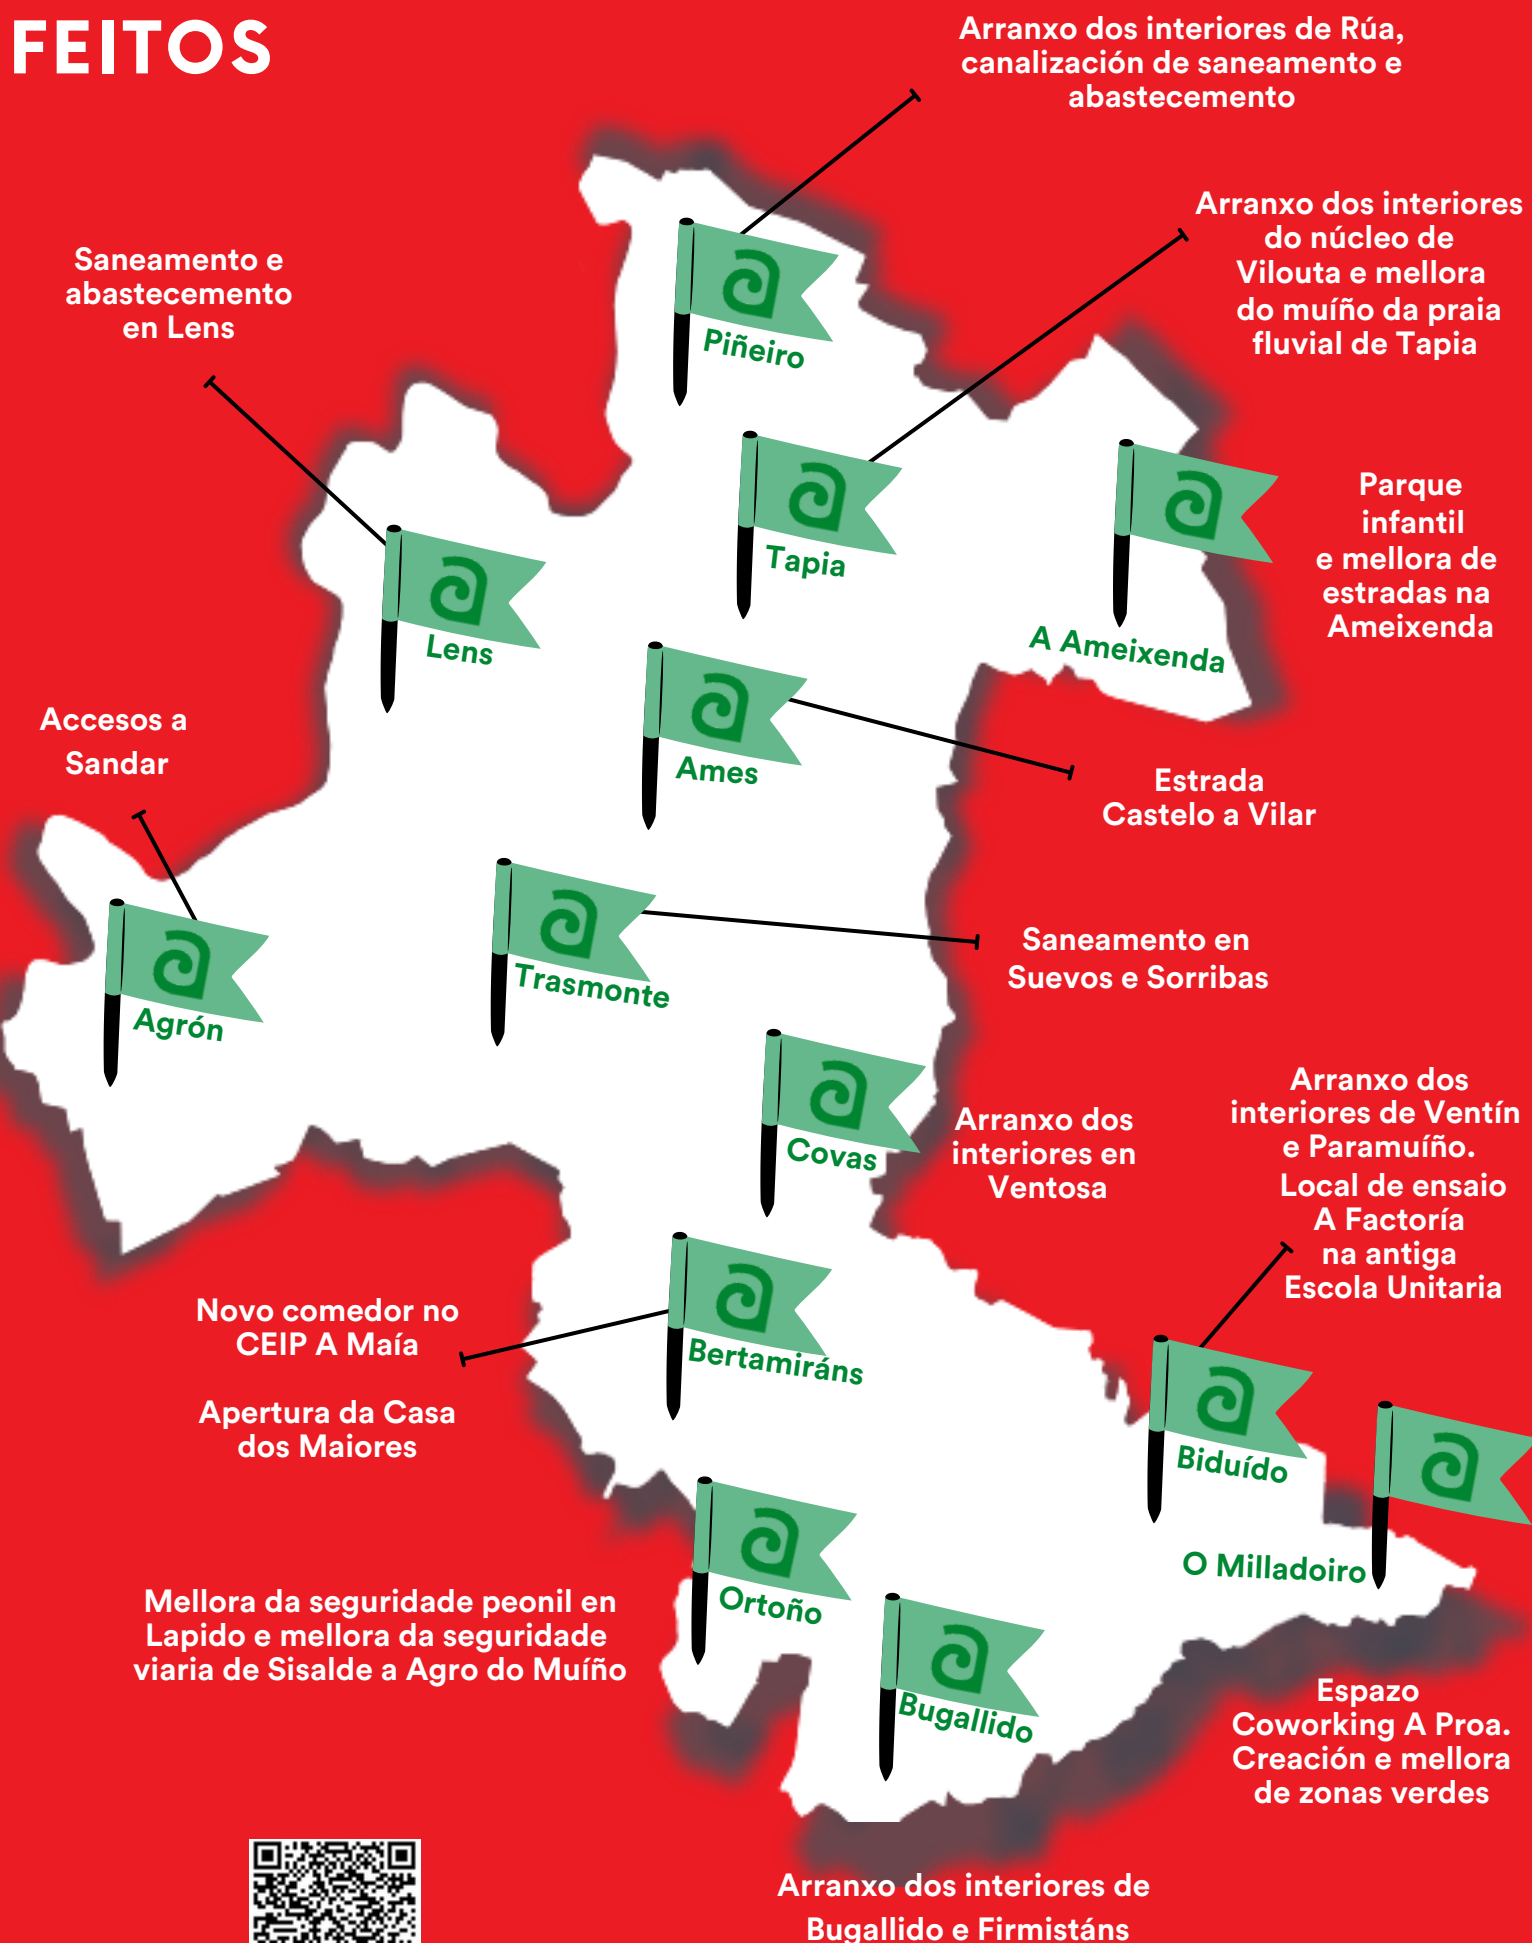 FEITOS
Arranxo dos interiores de Rúa,
canalización de saneamento e
abastecemento
Arranxo dos interiores
do núcleo de
Vilouta e mellora
do muíño da praia
fluvial de Tapia
Saneamento e
abastecemento
en Lens
Piñeiro
Tapia
Parque
infantil
e mellora de
estradas na
Ameixenda
A Ameixenda
Lens
Accesos a
Sandar
Ames
Estrada
Castelo a Vilar
Trasmonte
Saneamento en
Suevos e Sorribas
Agrón
Covas
Arranxo dos
interiores en
Ventosa
Arranxo dos
interiores de Ventín
e Paramuíño.
Local de ensaio
A Factoría
na antiga
Escola Unitaria
Novo comedor no
CEIP A Maía
Apertura da Casa
dos Maiores
Bertamiráns
Biduído
O Milladoiro
Mellora da seguridade peonil en
Lapido e mellora da seguridade
viaria de Sisalde a Agro do Muíño
Ortoño
Bugallido
Espazo
Coworking A Proa.
Creación e mellora
de zonas verdes
Arranxo dos interiores de
Bugallido e Firmistáns